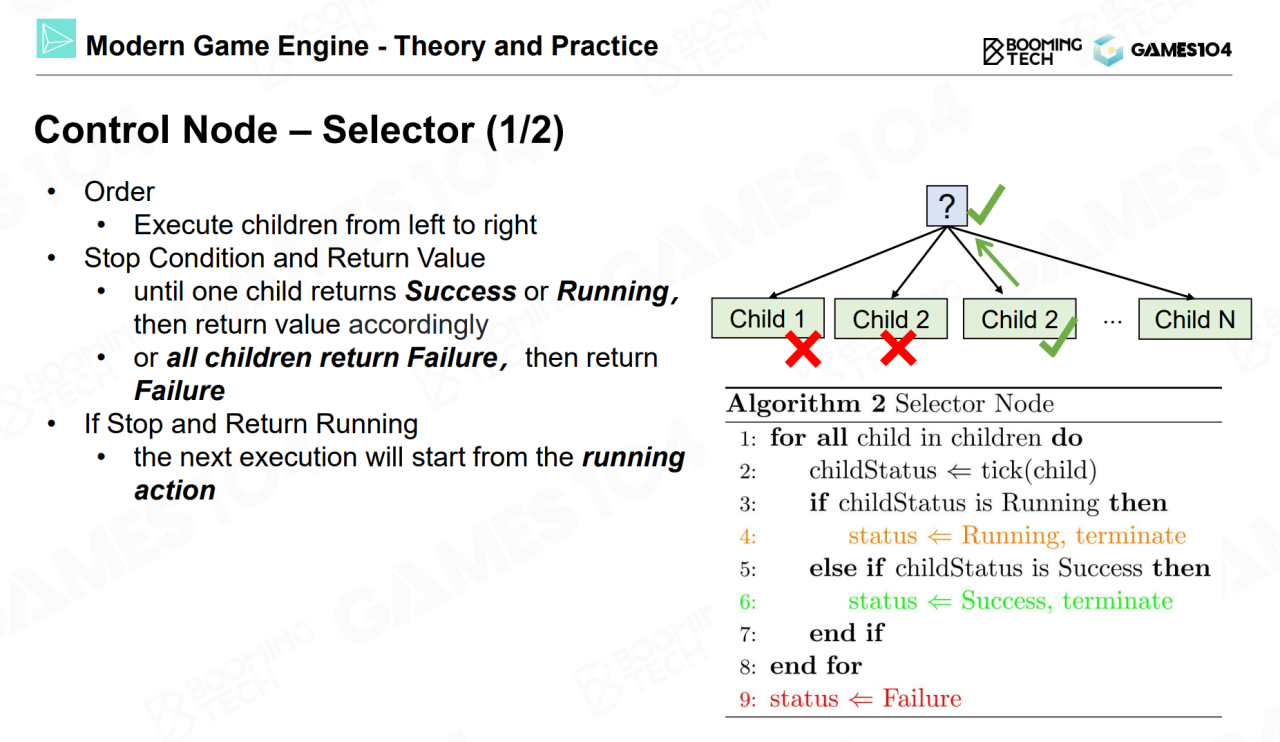 Modern Game Engine - Theory and Practice
BOOMING
TECH
GAMES104
Control Node – Selector (1/2)
• Order
• Execute children from left to right
• Stop Condition and Return Value
• until one child returns Success or Running,
then return value accordingly
• or all children return Failure, then return
Failure
• If Stop and Return Running
• the next execution will start from the running
action
?
Child 1
Child 2
Child 2
...
Child N
Algorithm 2 Selector Node
1: for all child in children do
2: childStatus ⇐ tick(child)
3: if childStatus is Running then
4: status ⇐ Running, terminate
5: else if childStatus is Success then
6: status ⇐ Success, terminate
7: end if
8: end for
9: status ⇐ Failure